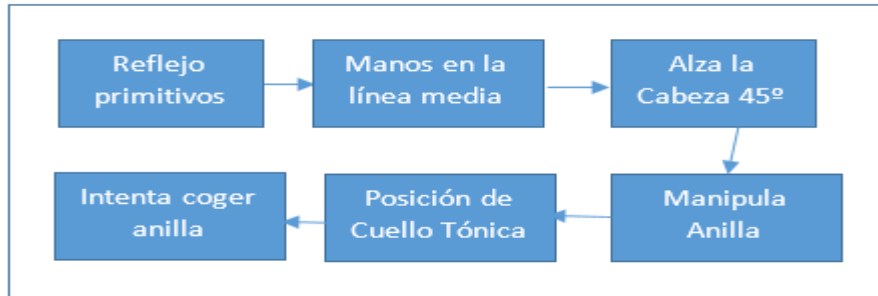 Reflejo
primitivos
Manos en la
línea media
Alza la
Cabeza 45º
Manipula
Anilla
Posición de
Cuello Tónica
Intenta coger
anilla